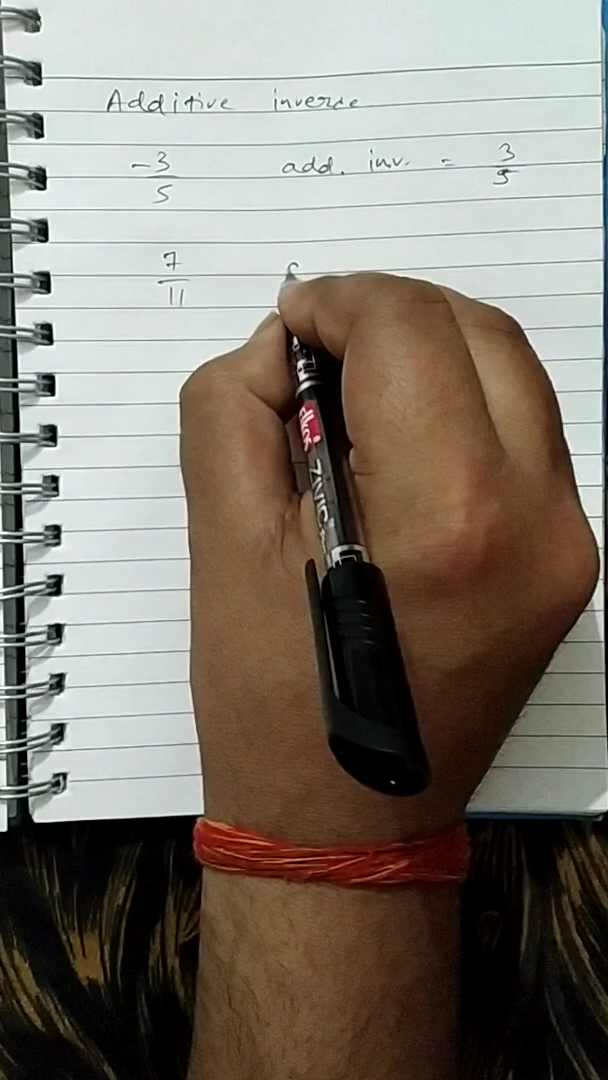 Additive inverse
-3/5 add. inv. = 3/5
7/11